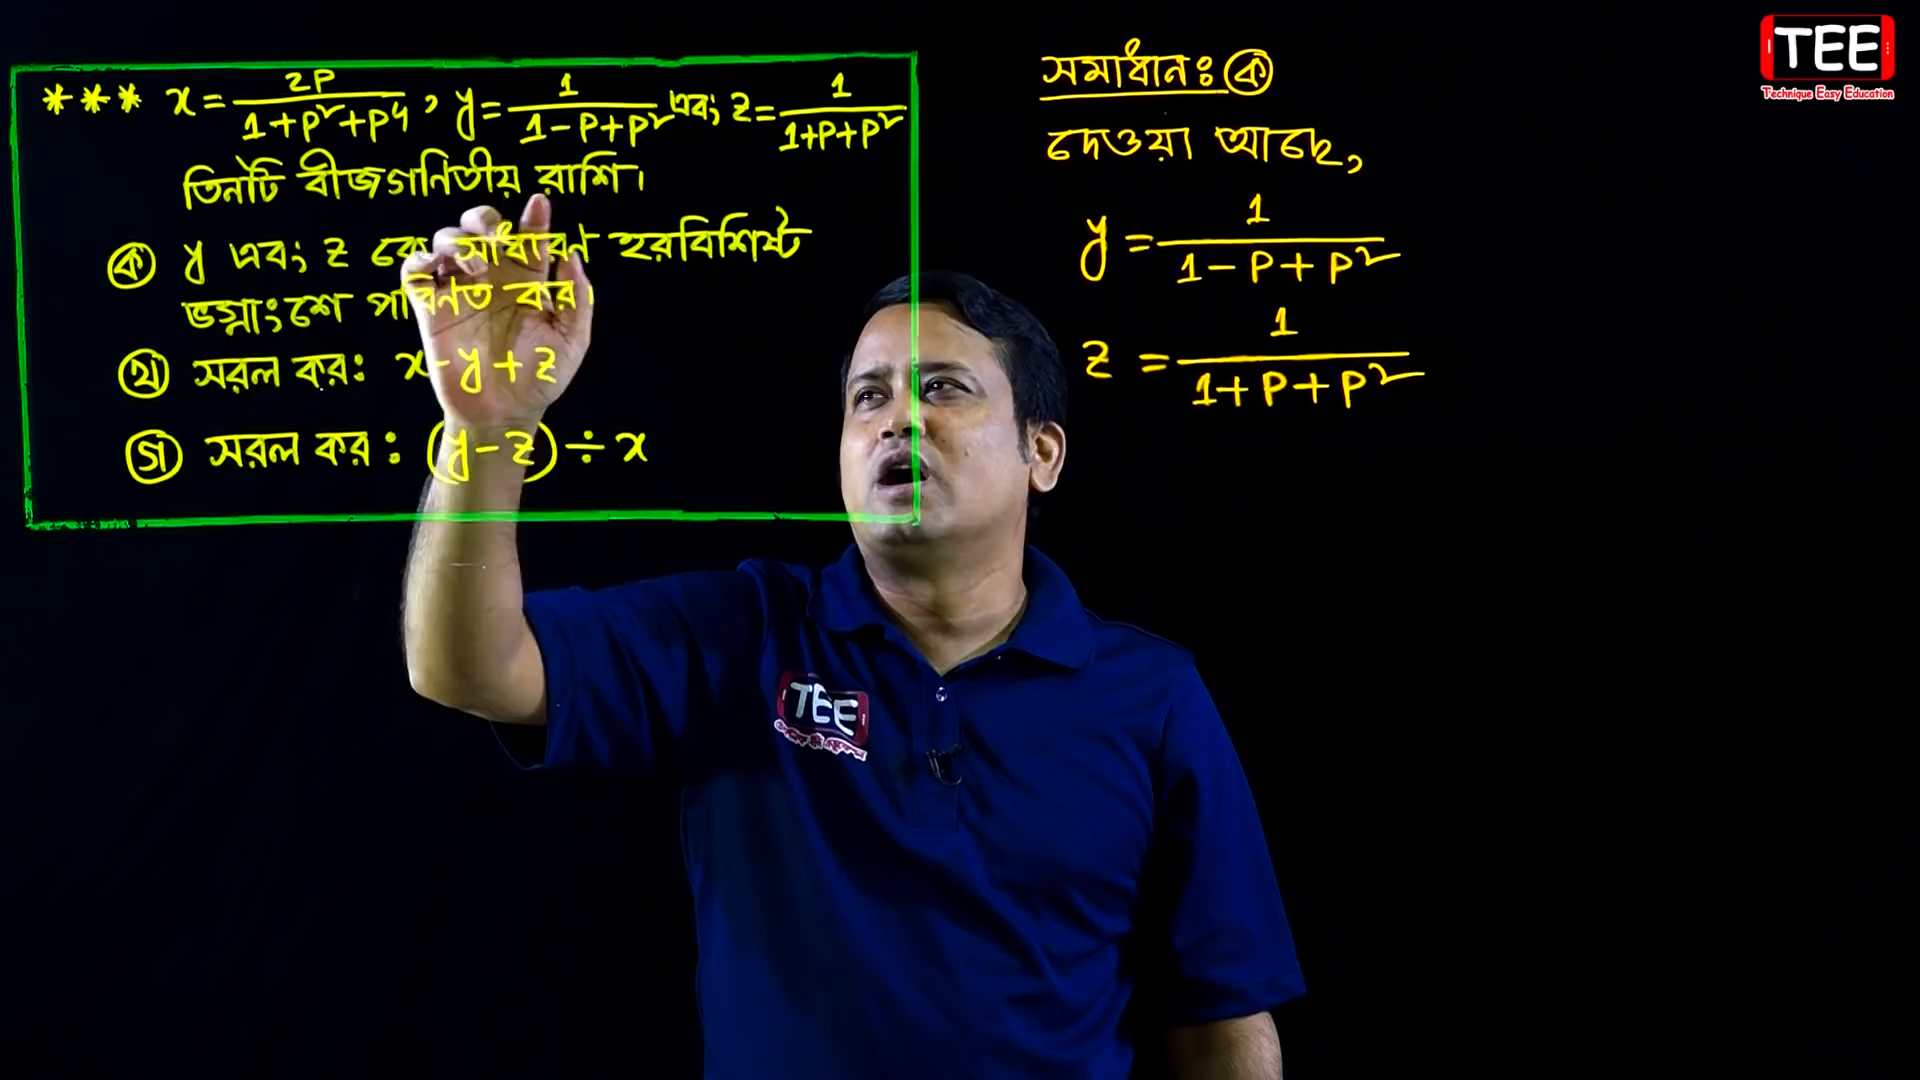 *** x = 2P/(1+P²+P⁴), y = 1/(1-P+P²) এবং z = 1/(1+P+P²)
তিনটি বীজগনিতীয় রাশি।
ক y এবং z কে সাধারণ হরবিশিষ্ট
ভগ্নাংশে পরিণত কর।
খ সরল কর: x - y + z
গ সরল কর: (y - z) ÷ x
সমাধান: ক
দেওয়া আছে,
y = 1/(1-P+P²)
z = 1/(1+P+P²)
TEE
Technique Easy Education
TEE